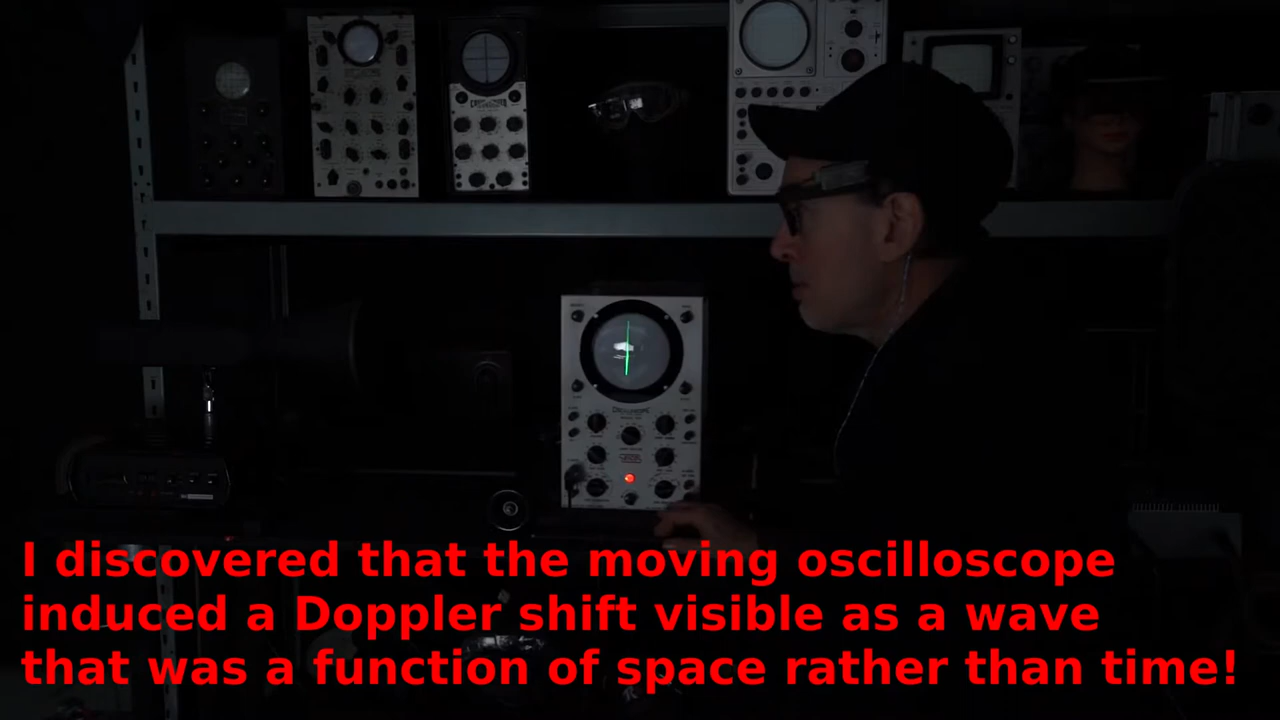 I discovered that the moving oscilloscope
induced a Doppler shift visible as a wave
that was a function of space rather than time!